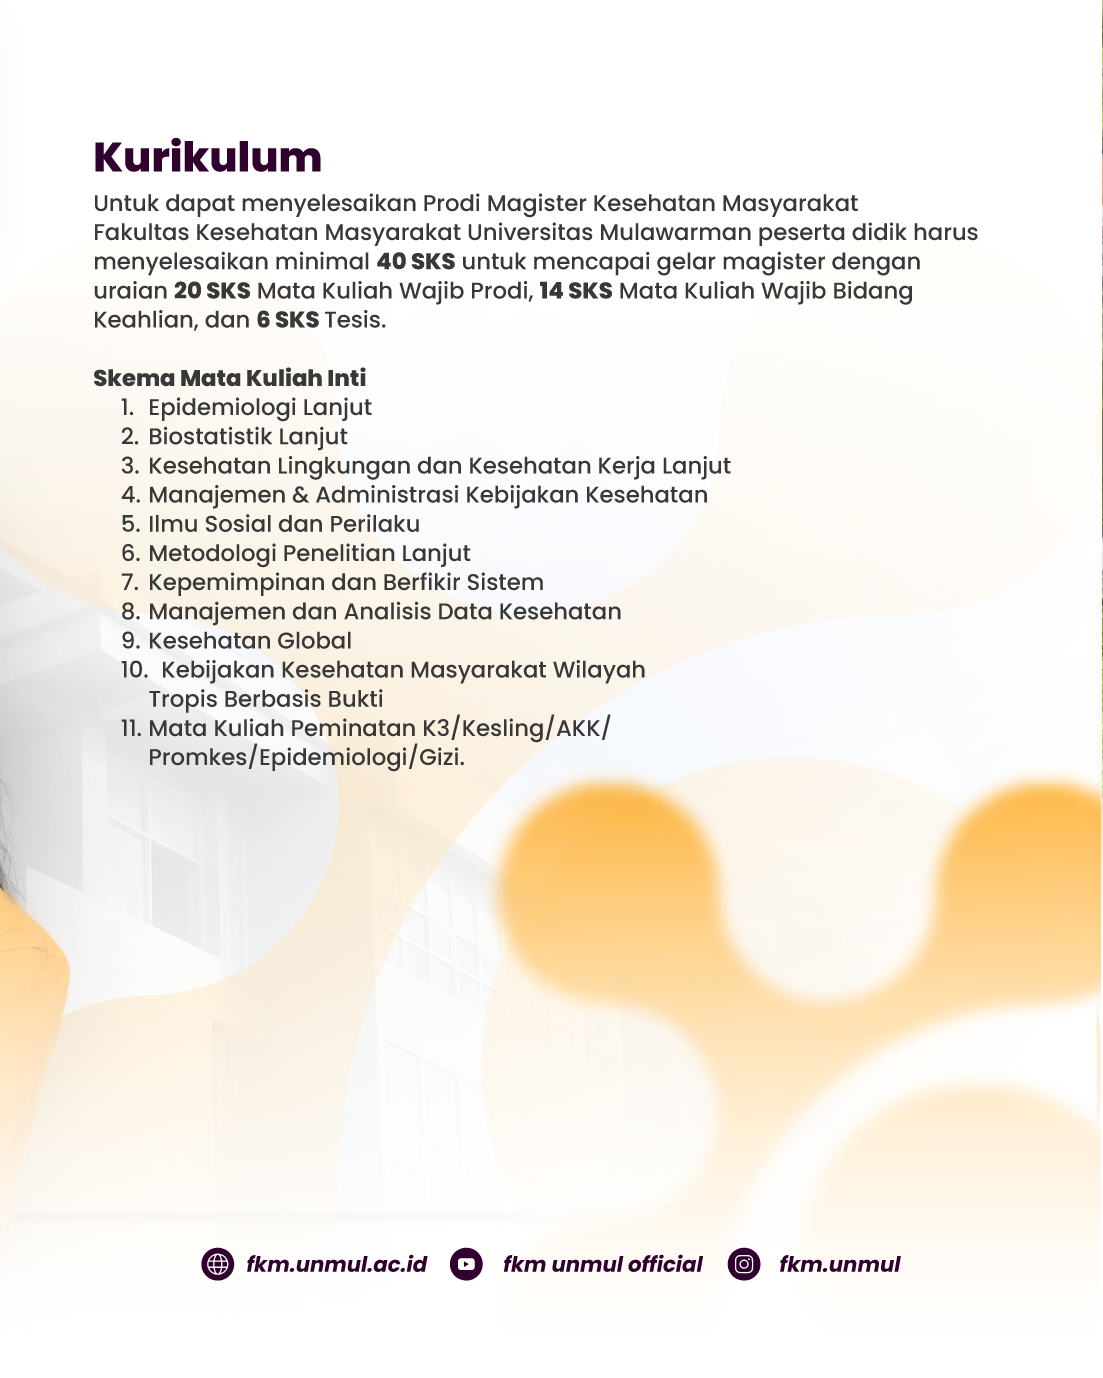 Kurikulum
Untuk dapat menyelesaikan Prodi Magister Kesehatan Masyarakat
Fakultas Kesehatan Masyarakat Universitas Mulawarman peserta didik harus
menyelesaikan minimal 40 SKS untuk mencapai gelar magister dengan
uraian 20 SKS Mata Kuliah Wajib Prodi, 14 SKS Mata Kuliah Wajib Bidang
Keahlian, dan 6 SKS Tesis.
Skema Mata Kuliah Inti
1. Epidemiologi Lanjut
2. Biostatistik Lanjut
3. Kesehatan Lingkungan dan Kesehatan Kerja Lanjut
4. Manajemen & Administrasi Kebijakan Kesehatan
5. Ilmu Sosial dan Perilaku
6. Metodologi Penelitian Lanjut
7. Kepemimpinan dan Berfikir Sistem
8. Manajemen dan Analisis Data Kesehatan
9. Kesehatan Global
10. Kebijakan Kesehatan Masyarakat Wilayah
Tropis Berbasis Bukti
11. Mata Kuliah Peminatan K3/Kesling/AKK/
Promkes/Epidemiologi/Gizi.
fkm.unmul.ac.id fkm unmul official fkm.unmul